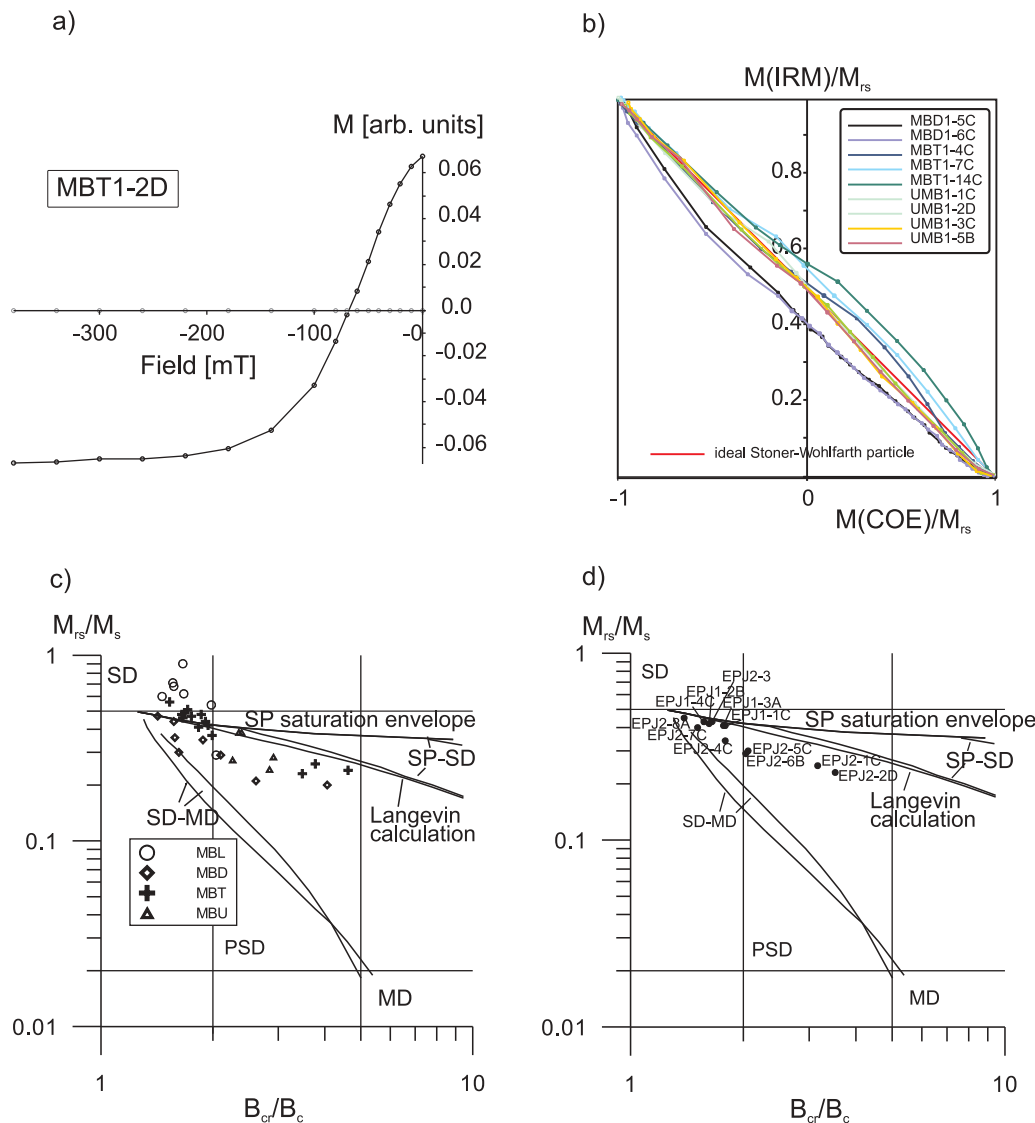 a)
M [arb. units]
MBT1-2D
0.06
0.04
0.02
0.0
-300
-200
-100
-0
Field [mT]
-0.02
-0.04
-0.06
b)
M(IRM)/Mrs
MBD1-5C
MBD1-6C
MBT1-4C
MBT1-7C
MBT1-14C
UMB1-1C
UMB1-2D
UMB1-3C
UMB1-5B
0.8
0.6
0.4
0.2
ideal Stoner-Wohlfarth particle
-1
0
1
M(COE)/Mrs
c)
Mrs/Ms
1
SD
SP saturation envelope
SP-SD
SD-MD
Langevin
calculation
0.1
MBL
MBD
MBT
MBU
PSD
MD
0.01
1
10
Bcr/Bc
d)
Mrs/Ms
1
SD
EPJ2-3
EPJ1-2B
EPJ1-4C
EPJ1-3A
EPJ1-1C
SP saturation envelope
EPJ2-8A
EPJ2-7C
EPJ2-4C
EPJ2-5C
EPJ2-6B
EPJ2-1C
EPJ2-2D
SP-SD
SD-MD
Langevin
calculation
0.1
PSD
MD
0.01
1
10
Bcr/Bc